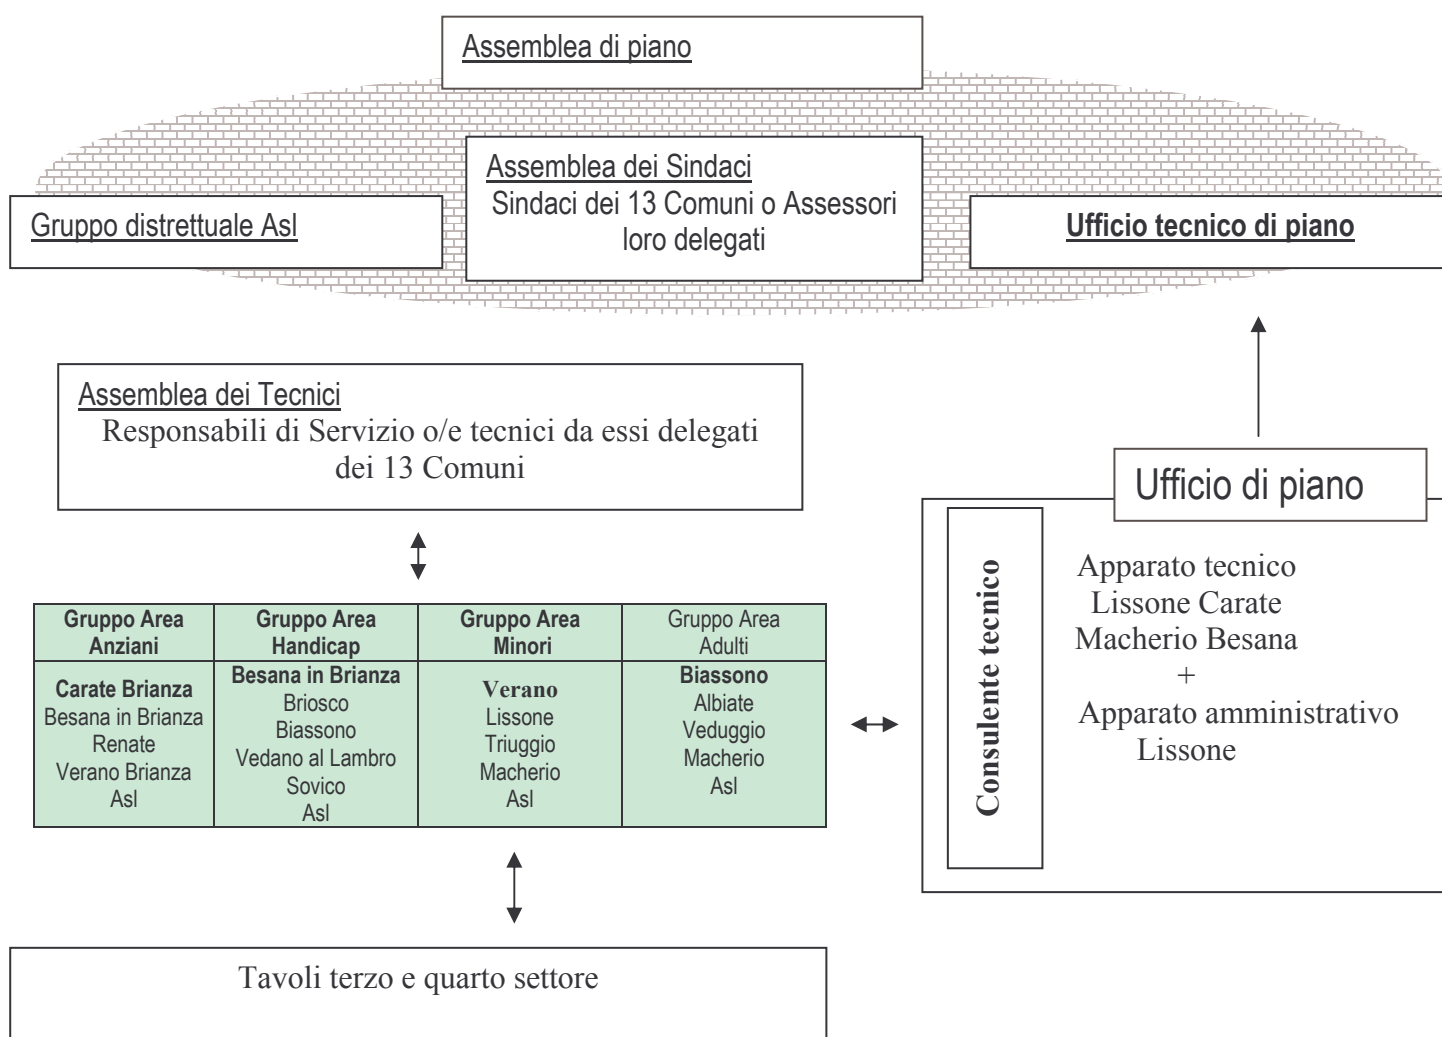 Assemblea di piano
Assemblea dei Sindaci
Sindaci dei 13 Comuni o Assessori
loro delegati
Gruppo distrettuale Asl
Ufficio tecnico di piano
Assemblea dei Tecnici
Responsabili di Servizio o/e tecnici da essi delegati
dei 13 Comuni
Gruppo Area
Anziani
Gruppo Area
Handicap
Gruppo Area
Minori
Gruppo Area
Adulti
Carate Brianza
Besana in Brianza
Renate
Verano Brianza
Asl
Besana in Brianza
Briosco
Biassono
Vedano al Lambro
Sovico
Asl
Verano
Lissone
Triuggio
Macherio
Asl
Biassono
Albiate
Veduggio
Macherio
Asl
Ufficio di piano
Consulente tecnico
Apparato tecnico
Lissone Carate
Macherio Besana
+
Apparato amministrativo
Lissone
Tavoli terzo e quarto settore